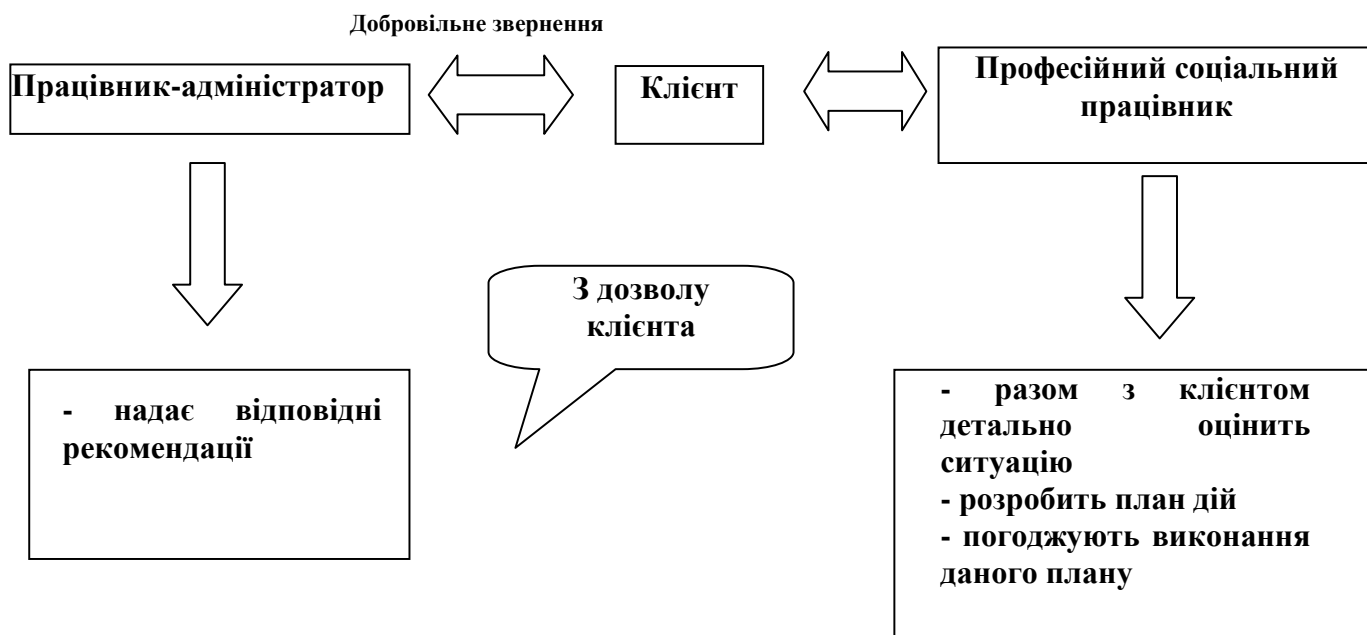 Добровільне звернення
Працівник-адміністратор
Клієнт
Професійний соціальний
працівник
З дозволу
клієнта
- надає відповідні
рекомендації
- разом з клієнтом
детально оцінить
ситуацію
- розробить план дій
- погоджують виконання
даного плану